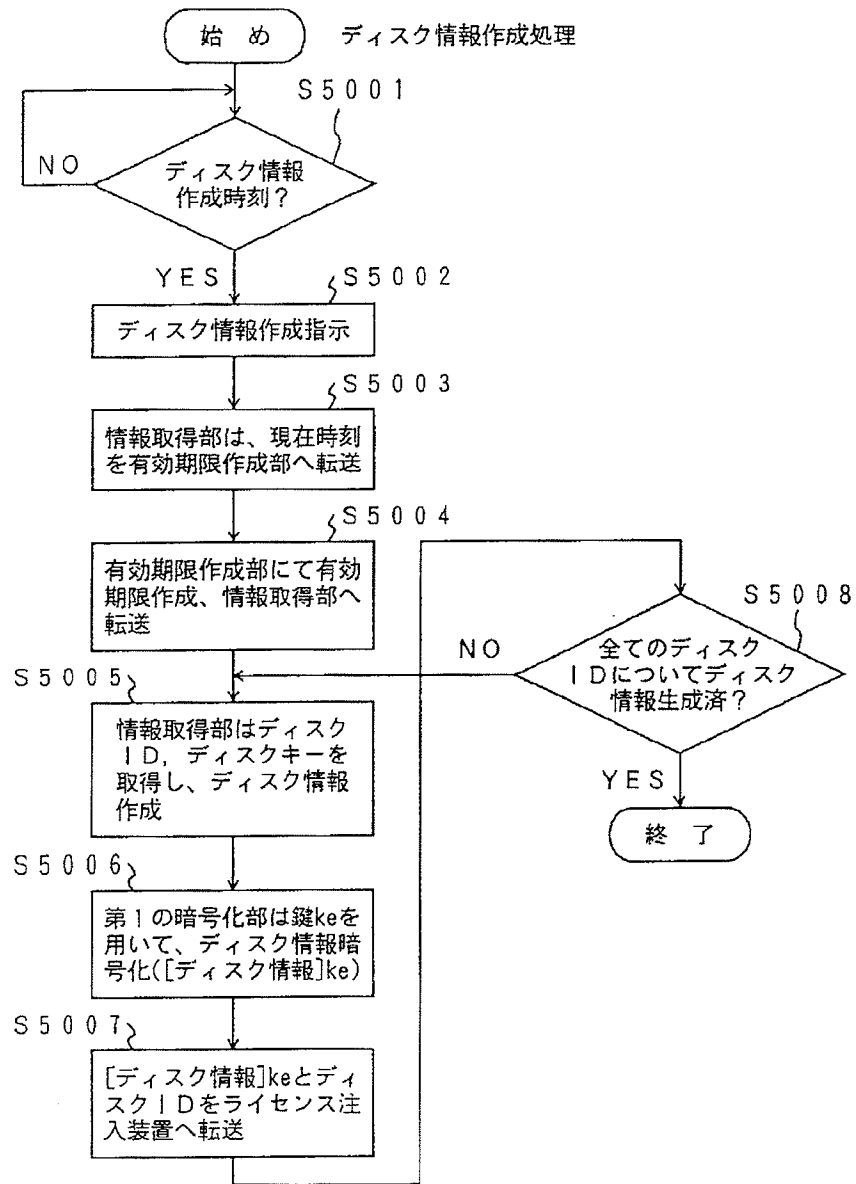 始 め
ディスク情報作成処理
S5001
ディスク情報
作成時刻?
NO
YES
S5002
ディスク情報作成指示
S5003
情報取得部は、現在時刻
を有効期限作成部へ転送
S5004
有効期限作成部にて有効
期限作成、情報取得部へ
転送
S5005
情報取得部はディスク
ID,ディスクキーを
取得し、ディスク情報
作成
S5006
第1の暗号化部は鍵keを
用いて、ディスク情報暗
号化([ディスク情報]ke)
S5007
[ディスク情報]keとディ
スクIDをライセンス注
入装置へ転送
S5008
全てのディスク
IDについてディスク
情報生成済?
NO
YES
終 了